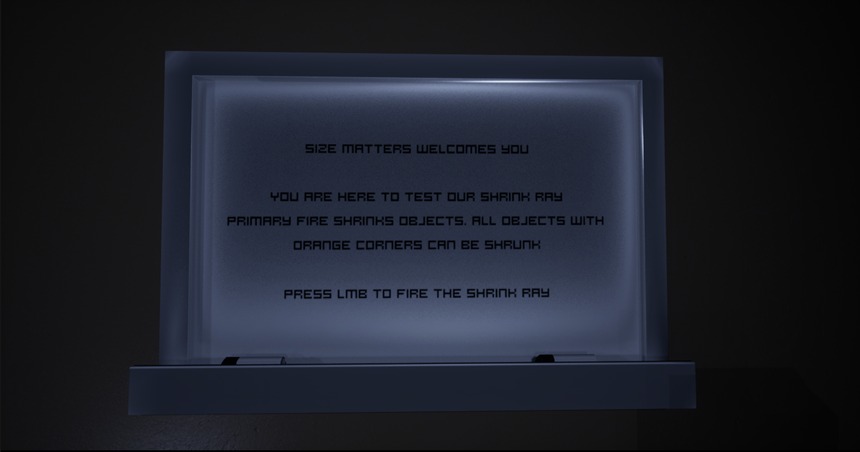 SIZE MATTERS WELCOMES YOU
YOU ARE HERE TO TEST OUR SHRINK RAY
PRIMARY FIRE SHRINKS OBJECTS. ALL OBJECTS WITH
ORANGE CORNERS CAN BE SHRUNK
PRESS LMB TO FIRE THE SHRINK RAY